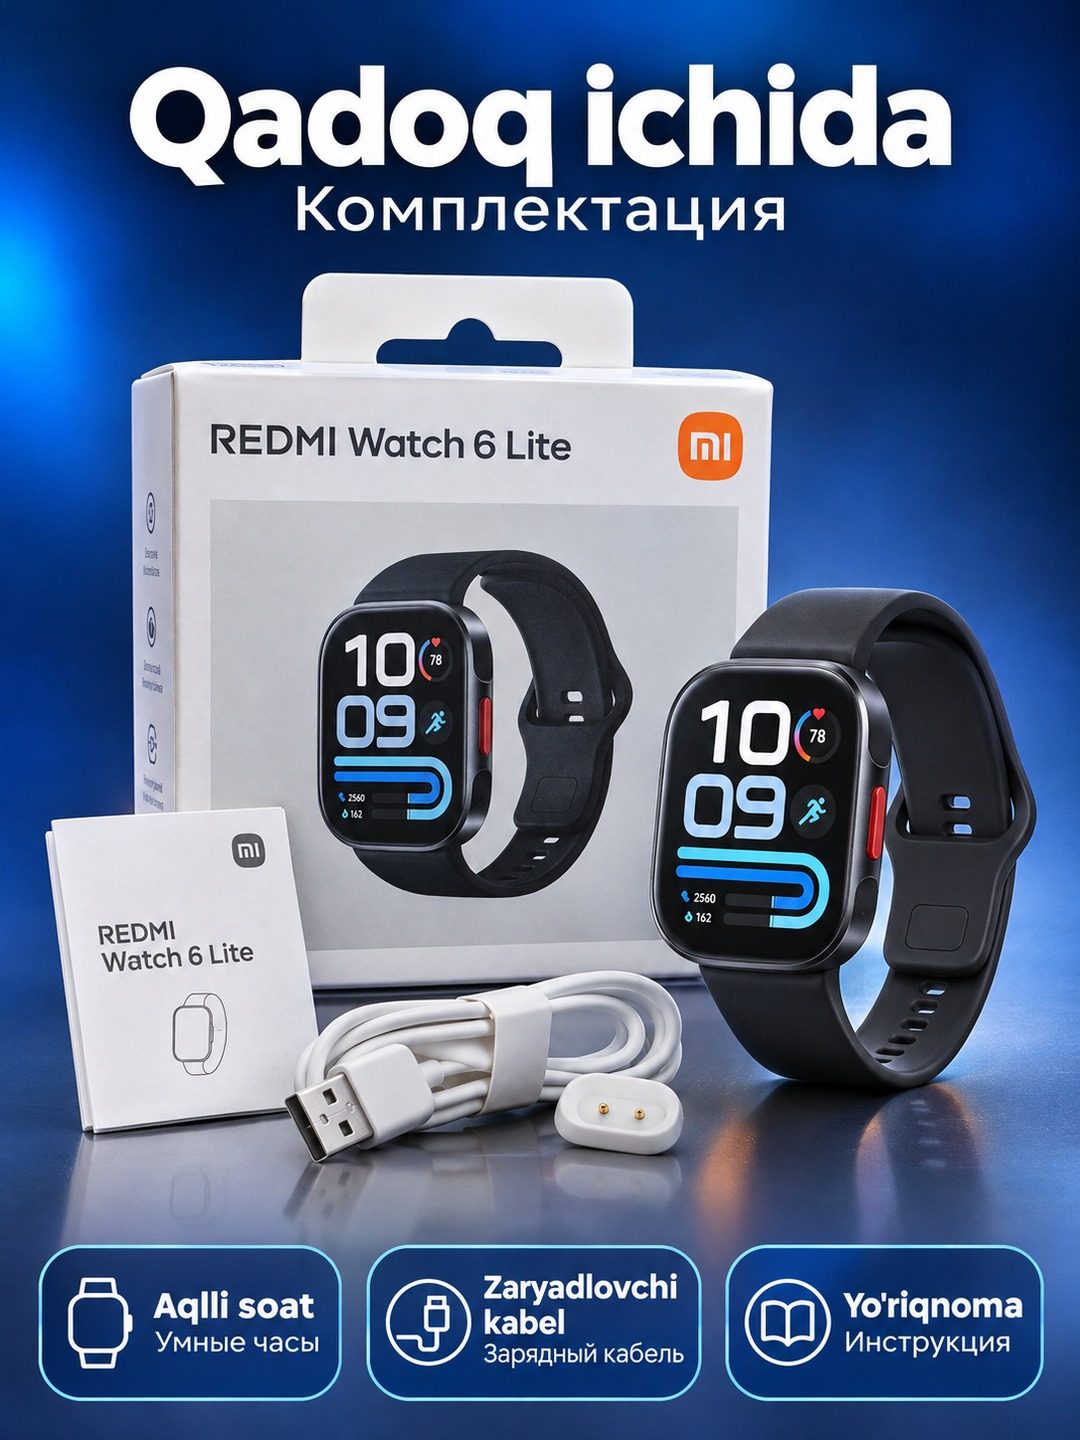 Qadoq ichida
Комплектация
REDMI Watch 6 Lite
mi
10
78
09
2560
162
10
78
09
2560
162
mi
REDMI
Watch 6 Lite
Aqlli soat
Умные часы
Zaryadlovchi
kabel
Зарядный кабель
Yo'riqnoma
Инструкция